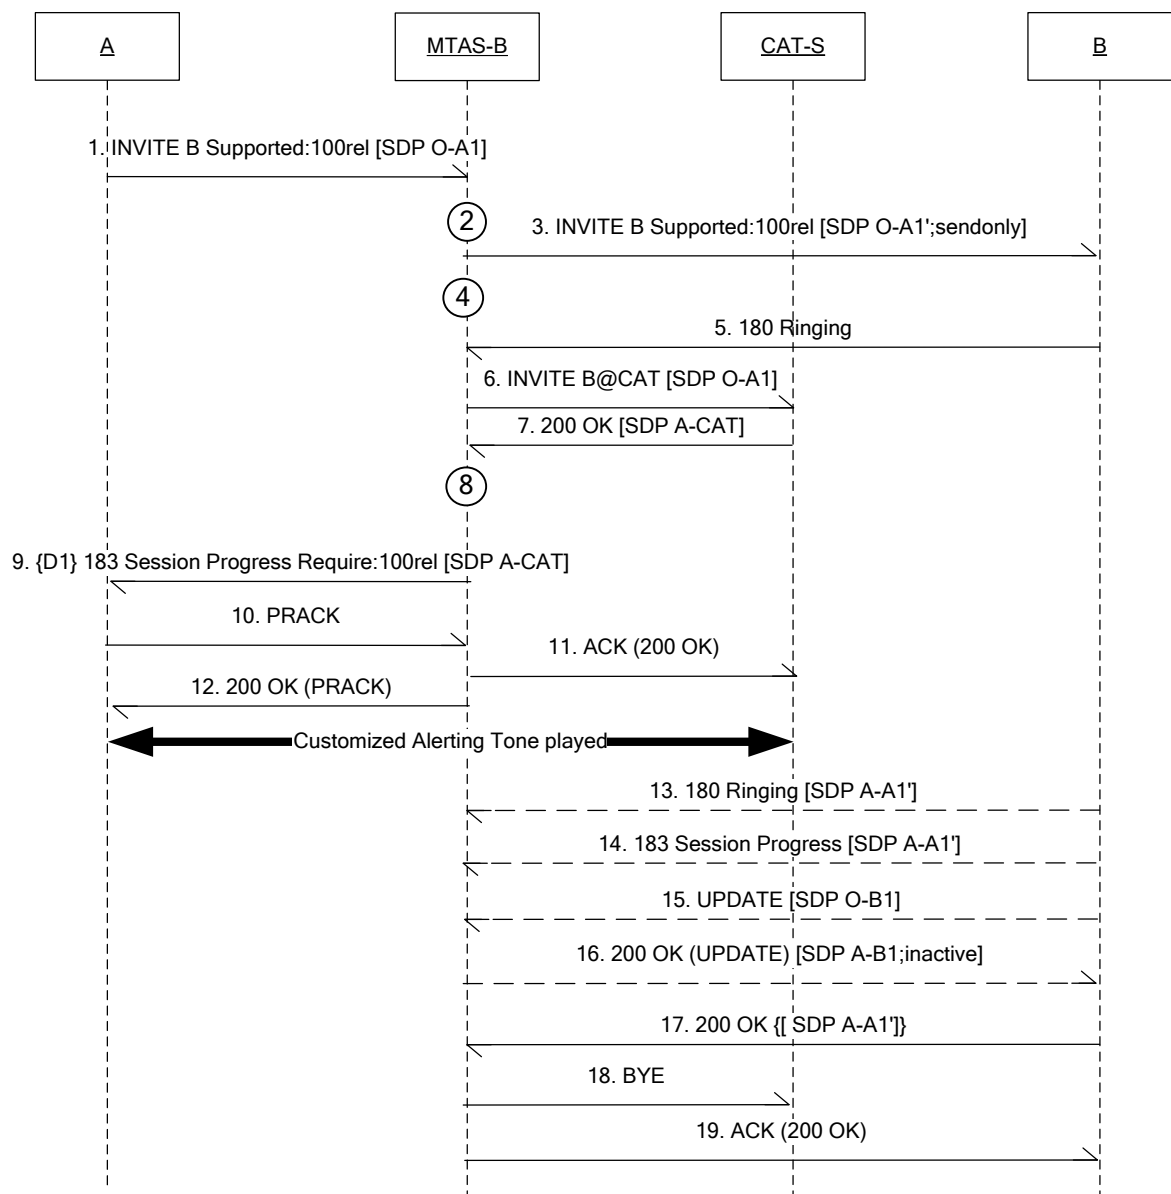 A
MTAS-B
CAT-S
B
1. INVITE B Supported:100rel [SDP O-A1]
2
3. INVITE B Supported:100rel [SDP O-A1';sendonly]
4
5. 180 Ringing
6. INVITE B@CAT [SDP O-A1]
7. 200 OK [SDP A-CAT]
8
9. {D1} 183 Session Progress Require:100rel [SDP A-CAT]
10. PRACK
11. ACK (200 OK)
12. 200 OK (PRACK)
Customized Alerting Tone played
13. 180 Ringing [SDP A-A1']
14. 183 Session Progress [SDP A-A1']
15. UPDATE [SDP O-B1]
16. 200 OK (UPDATE) [SDP A-B1;inactive]
17. 200 OK {[ SDP A-A1']}
18. BYE
19. ACK (200 OK)